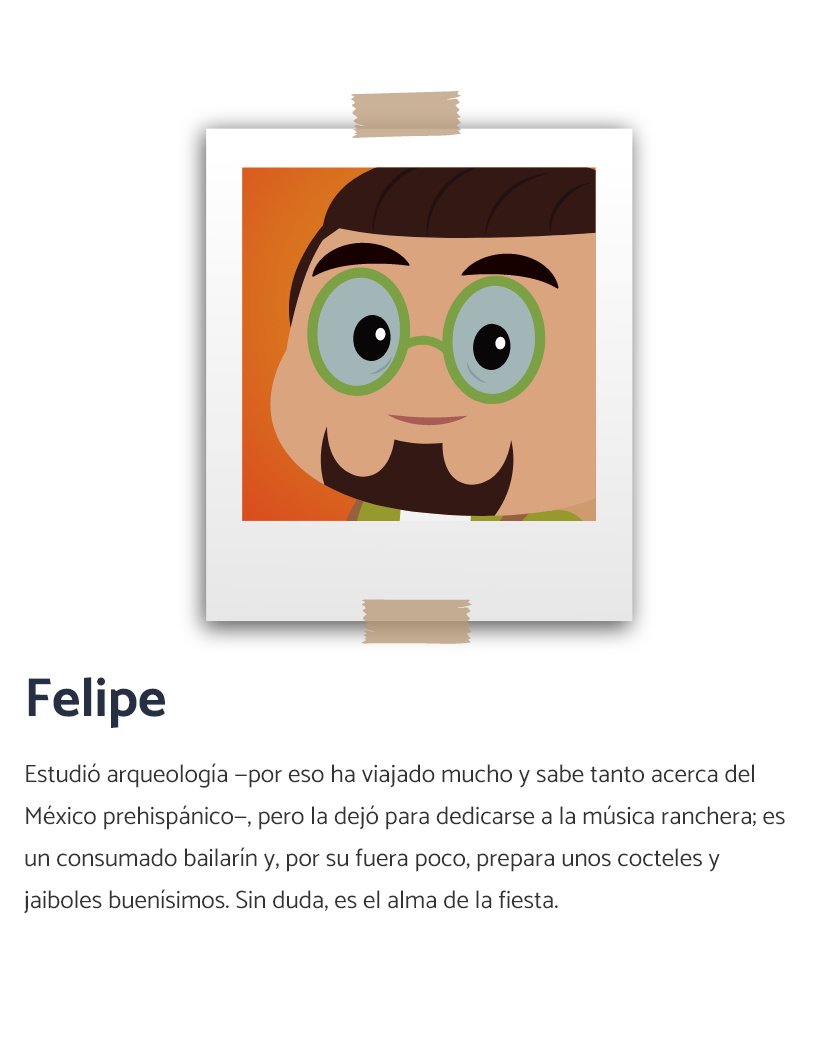 Felipe
Estudió arqueología —por eso ha viajado mucho y sabe tanto acerca del
México prehispánico—, pero la dejó para dedicarse a la música ranchera; es
un consumado bailarín y, por su fuera poco, prepara unos cocteles y
jaiboles buenísimos. Sin duda, es el alma de la fiesta.